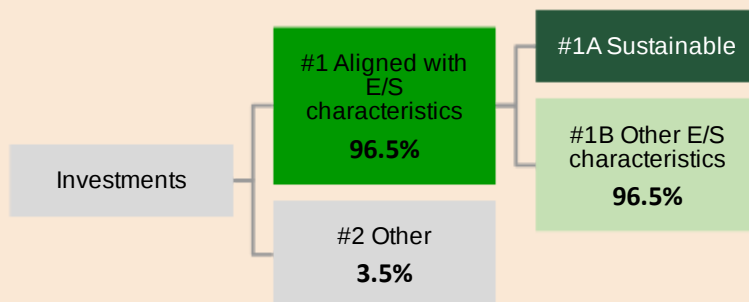 Investments
#1 Aligned with
E/S
characteristics
96.5%
#2 Other
3.5%
#1A Sustainable
#1B Other E/S
characteristics
96.5%